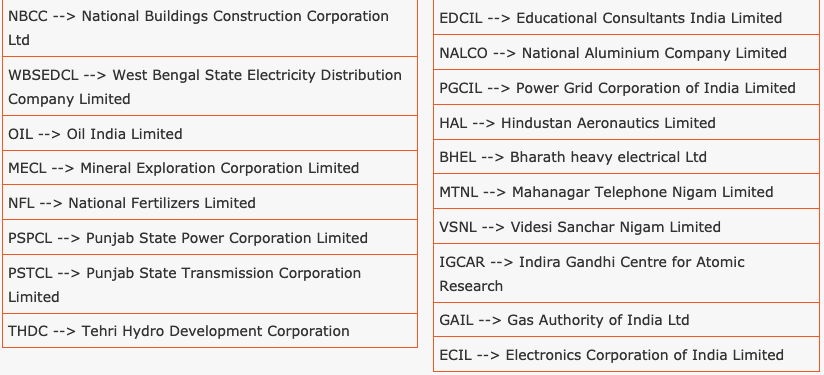 NBCC --> National Buildings Construction Corporation
Ltd
WBSEDCL --> West Bengal State Electricity Distribution
Company Limited
OIL --> Oil India Limited
MECL --> Mineral Exploration Corporation Limited
NFL --> National Fertilizers Limited
PSPCL --> Punjab State Power Corporation Limited
PSTCL --> Punjab State Transmission Corporation
Limited
THDC --> Tehri Hydro Development Corporation
EDCIL --> Educational Consultants India Limited
NALCO --> National Aluminium Company Limited
PGCIL --> Power Grid Corporation of India Limited
HAL --> Hindustan Aeronautics Limited
BHEL --> Bharath heavy electrical Ltd
MTNL --> Mahanagar Telephone Nigam Limited
VSNL --> Videsi Sanchar Nigam Limited
IGCAR --> Indira Gandhi Centre for Atomic
Research
GAIL --> Gas Authority of India Ltd
ECIL --> Electronics Corporation of India Limited